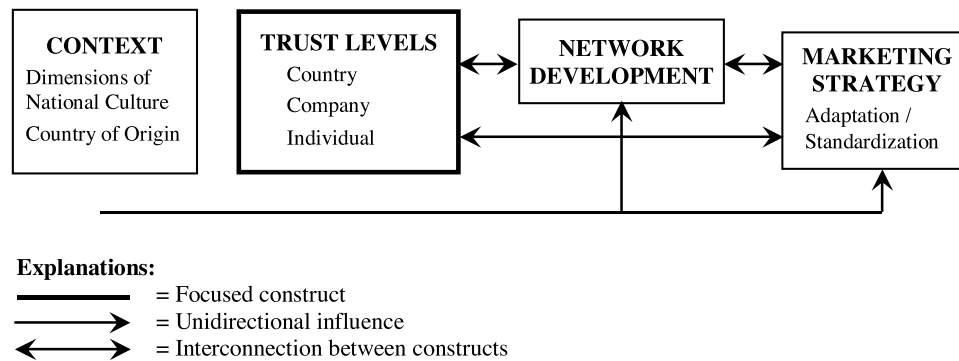 CONTEXT
Dimensions of
National Culture
Country of Origin
TRUST LEVELS
Country
Company
Individual
NETWORK
DEVELOPMENT
MARKETING
STRATEGY
Adaptation /
Standardization
Explanations:
= Focused construct
= Unidirectional influence
= Interconnection between constructs